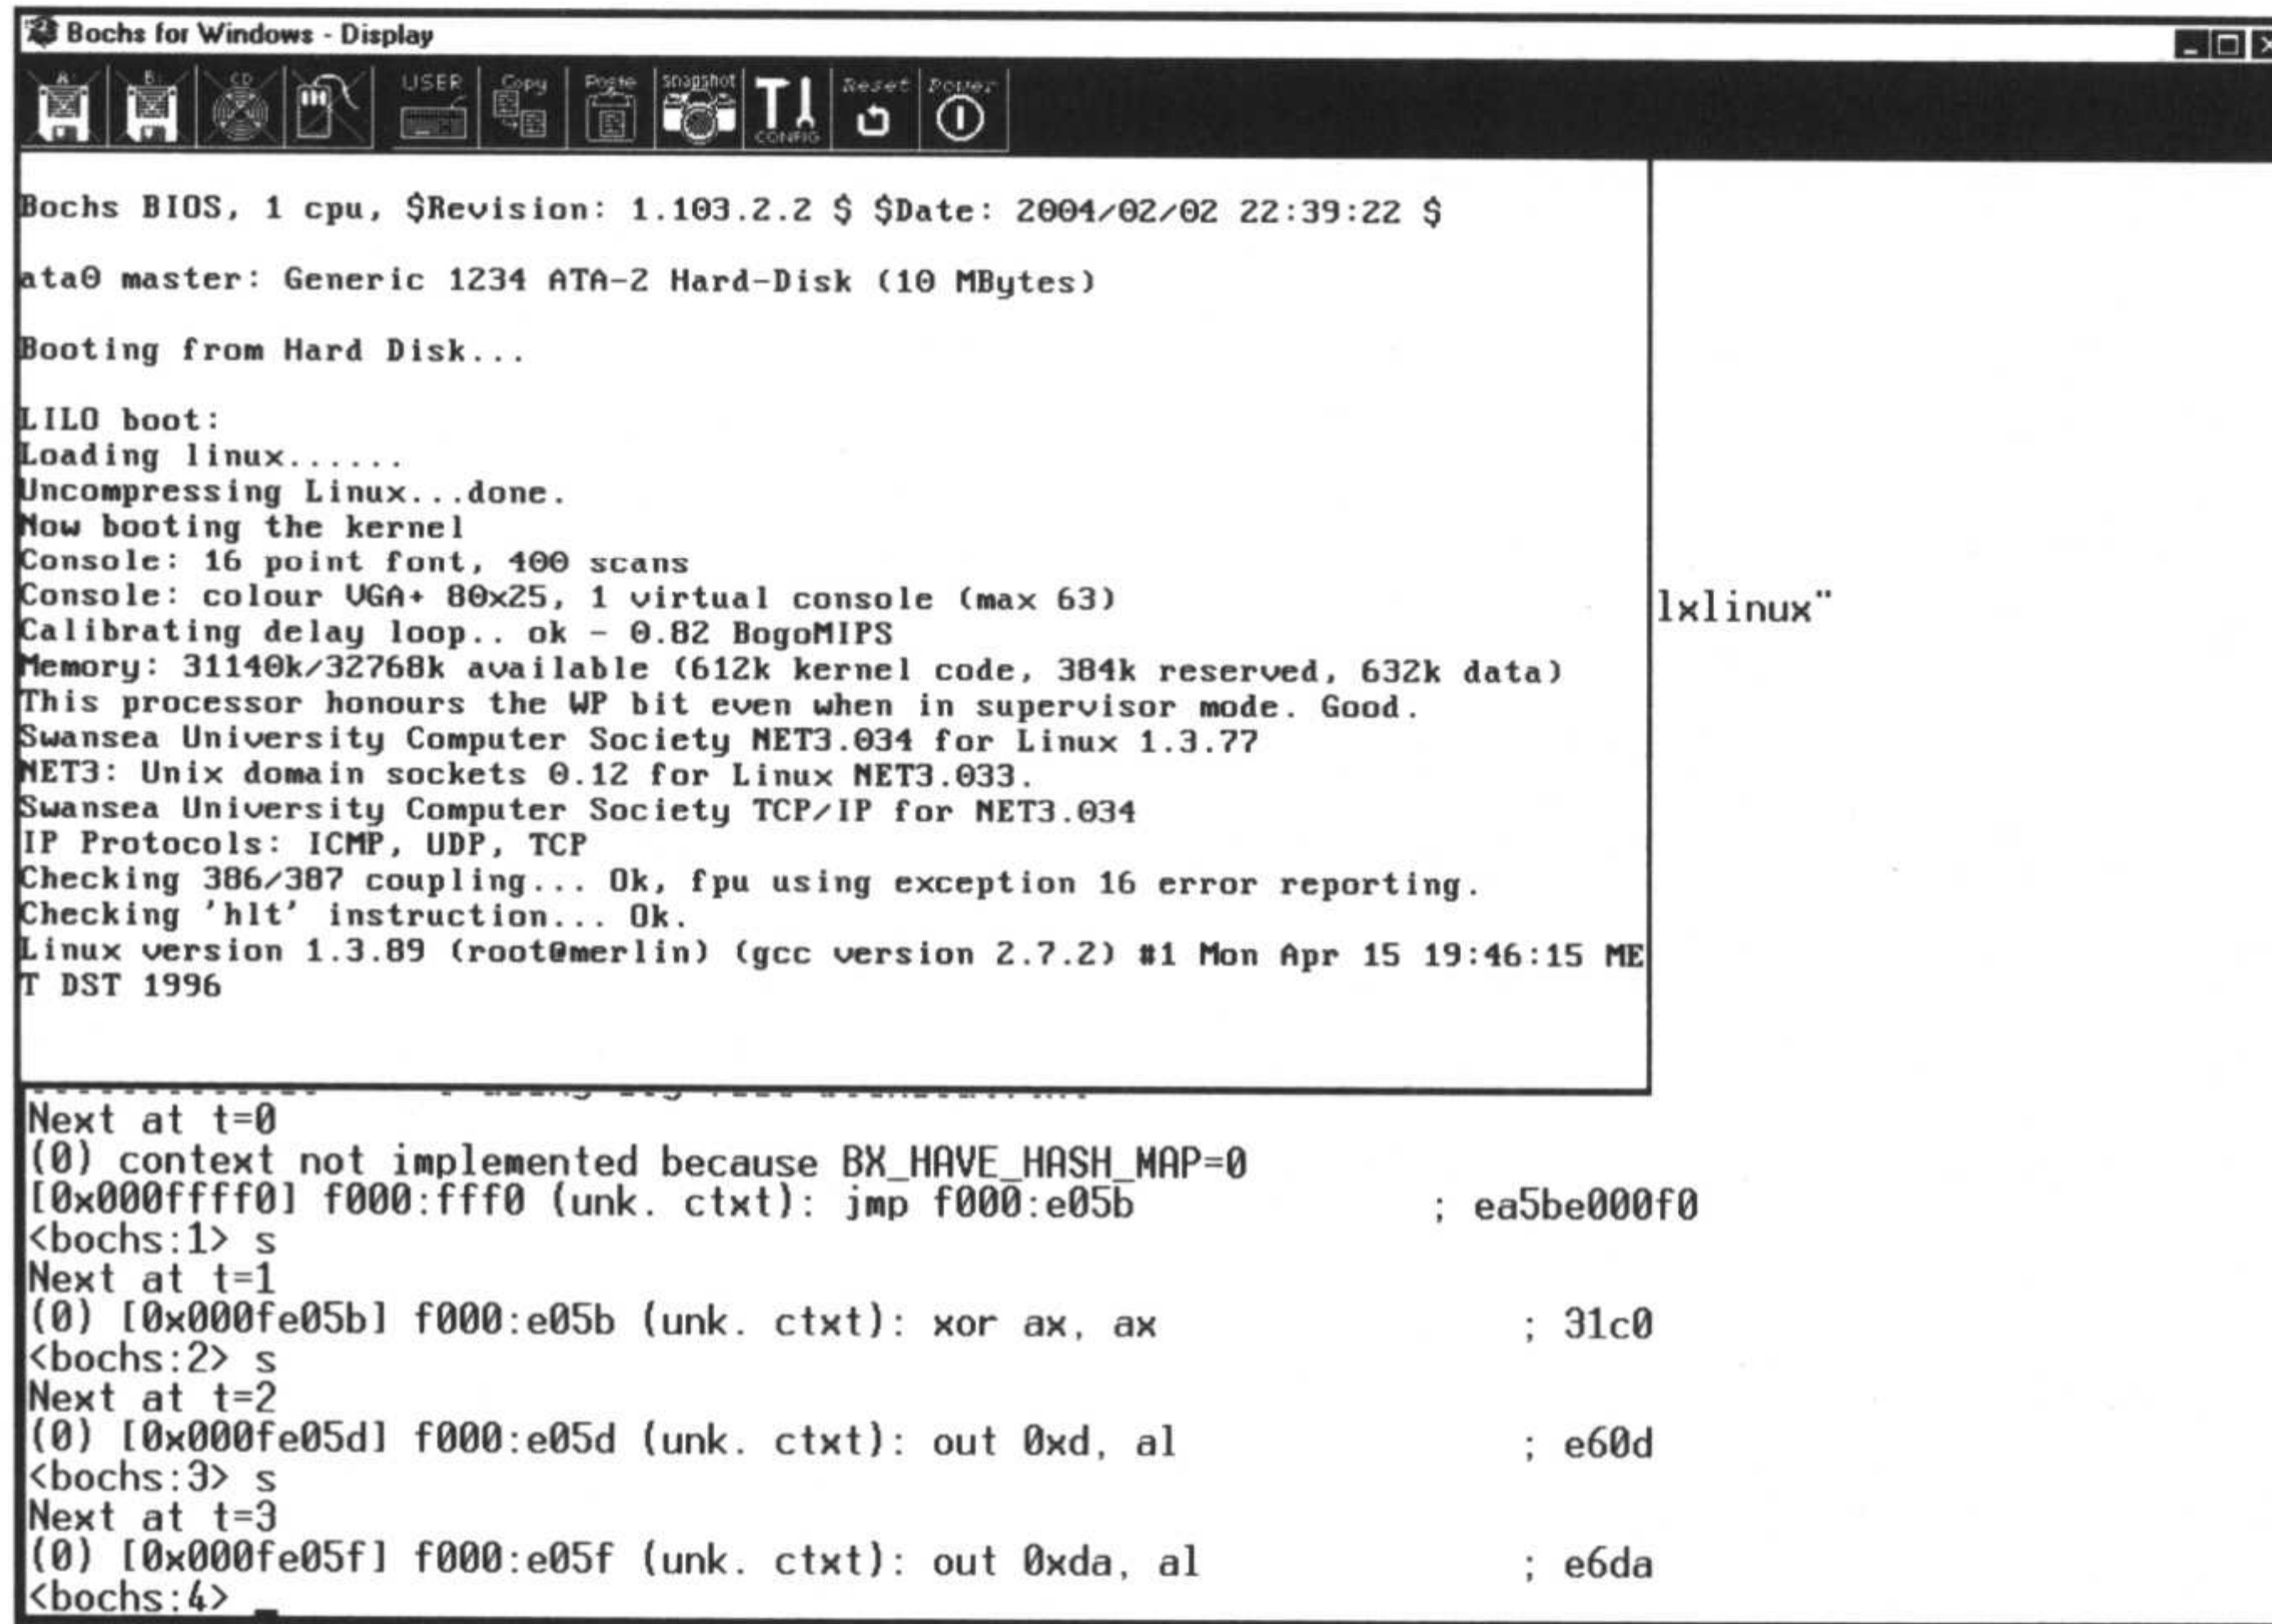 Bochs for Windows - Display
A: B: CD USER Copy Paste snapshot CONFIG Reset Power
Bochs BIOS, 1 cpu, $Revision: 1.103.2.2 $ $Date: 2004/02/02 22:39:22 $
ata0 master: Generic 1234 ATA-2 Hard-Disk (10 MBytes)
Booting from Hard Disk...
LILO boot:
Loading linux......
Uncompressing Linux...done.
Now booting the kernel
Console: 16 point font, 400 scans
Console: colour VGA+ 80x25, 1 virtual console (max 63)
lxlinux"
Calibrating delay loop.. ok - 0.82 BogoMIPS
Memory: 31140k/32768k available (612k kernel code, 384k reserved, 632k data)
This processor honours the WP bit even when in supervisor mode. Good.
Swansea University Computer Society NET3.034 for Linux 1.3.77
NET3: Unix domain sockets 0.12 for Linux NET3.033.
Swansea University Computer Society TCP/IP for NET3.034
IP Protocols: ICMP, UDP, TCP
Checking 386/387 coupling... Ok, fpu using exception 16 error reporting.
Checking 'hlt' instruction... Ok.
Linux version 1.3.89 (root@merlin) (gcc version 2.7.2) #1 Mon Apr 15 19:46:15 ME
T DST 1996
Next at t=0
(0) context not implemented because BX_HAVE_HASH_MAP=0
[0x000ffff0] f000:fff0 (unk. ctxt): jmp f000:e05b ; ea5be000f0
<bochs:1> s
Next at t=1
(0) [0x000fe05b] f000:e05b (unk. ctxt): xor ax, ax ; 31c0
<bochs:2> s
Next at t=2
(0) [0x000fe05d] f000:e05d (unk. ctxt): out 0xd, al ; e60d
<bochs:3> s
Next at t=3
(0) [0x000fe05f] f000:e05f (unk. ctxt): out 0xda, al ; e6da
<bochs:4> _